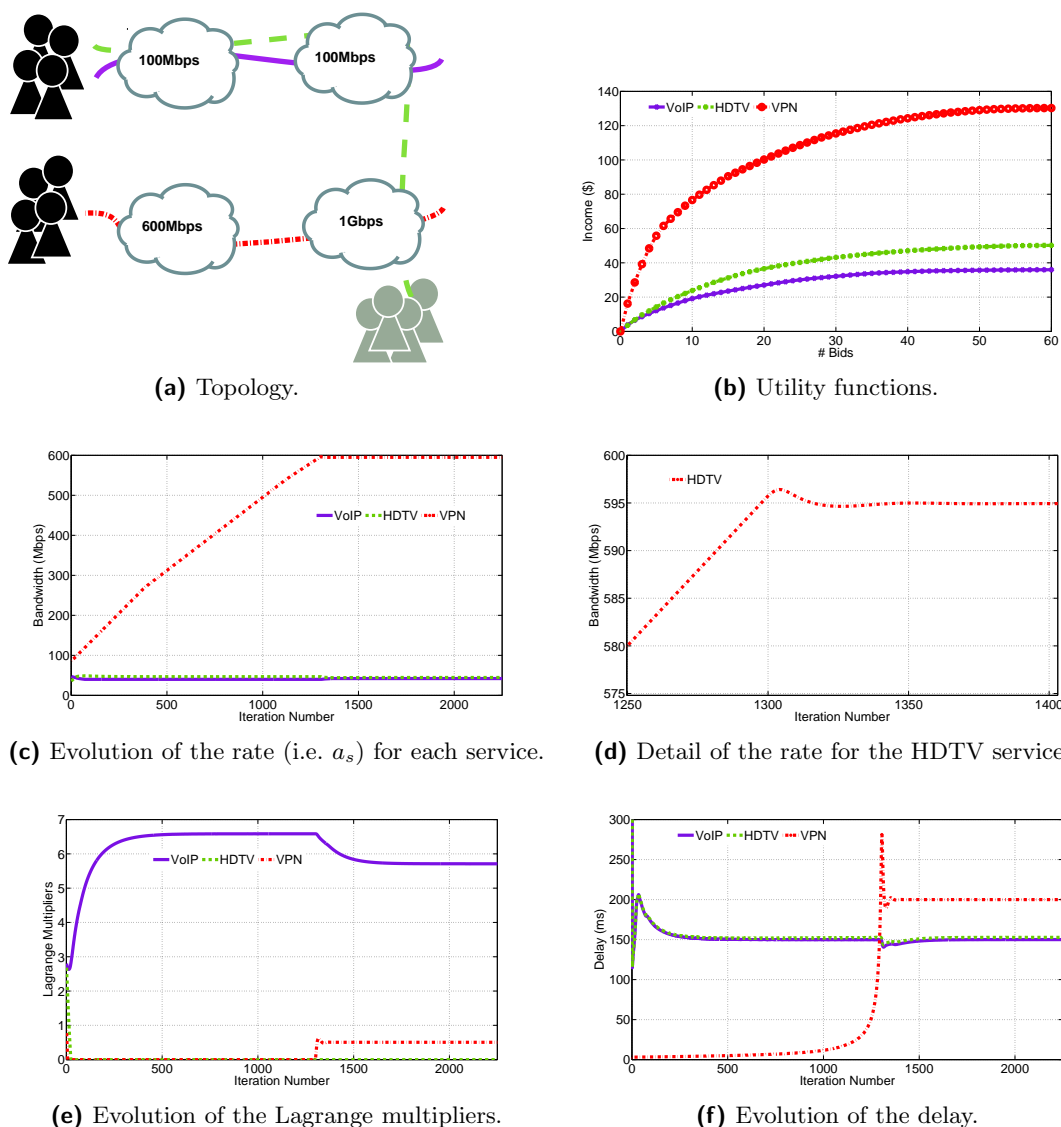 100Mbps
100Mbps
600Mbps
1Gbps
(a) Topology.
140
120
100
80
60
40
20
0
0
10
20
30
40
50
60
Income ($)
# Bids
VoIP
HDTV
VPN
(b) Utility functions.
600
500
400
300
200
100
0
0
500
1000
1500
2000
Bandwidth (Mbps)
Iteration Number
VoIP
HDTV
VPN
(c) Evolution of the rate (i.e. a_s) for each service.
600
595
590
585
580
575
1250
1300
1350
1400
Bandwidth (Mbps)
Iteration Number
HDTV
(d) Detail of the rate for the HDTV service
7
6
5
4
3
2
1
0
0
500
1000
1500
2000
Lagrange Multipliers
Iteration Number
VoIP
HDTV
VPN
(e) Evolution of the Lagrange multipliers.
300
250
200
150
100
50
0
0
500
1000
1500
2000
Delay (ms)
Iteration Number
VoIP
HDTV
VPN
(f) Evolution of the delay.